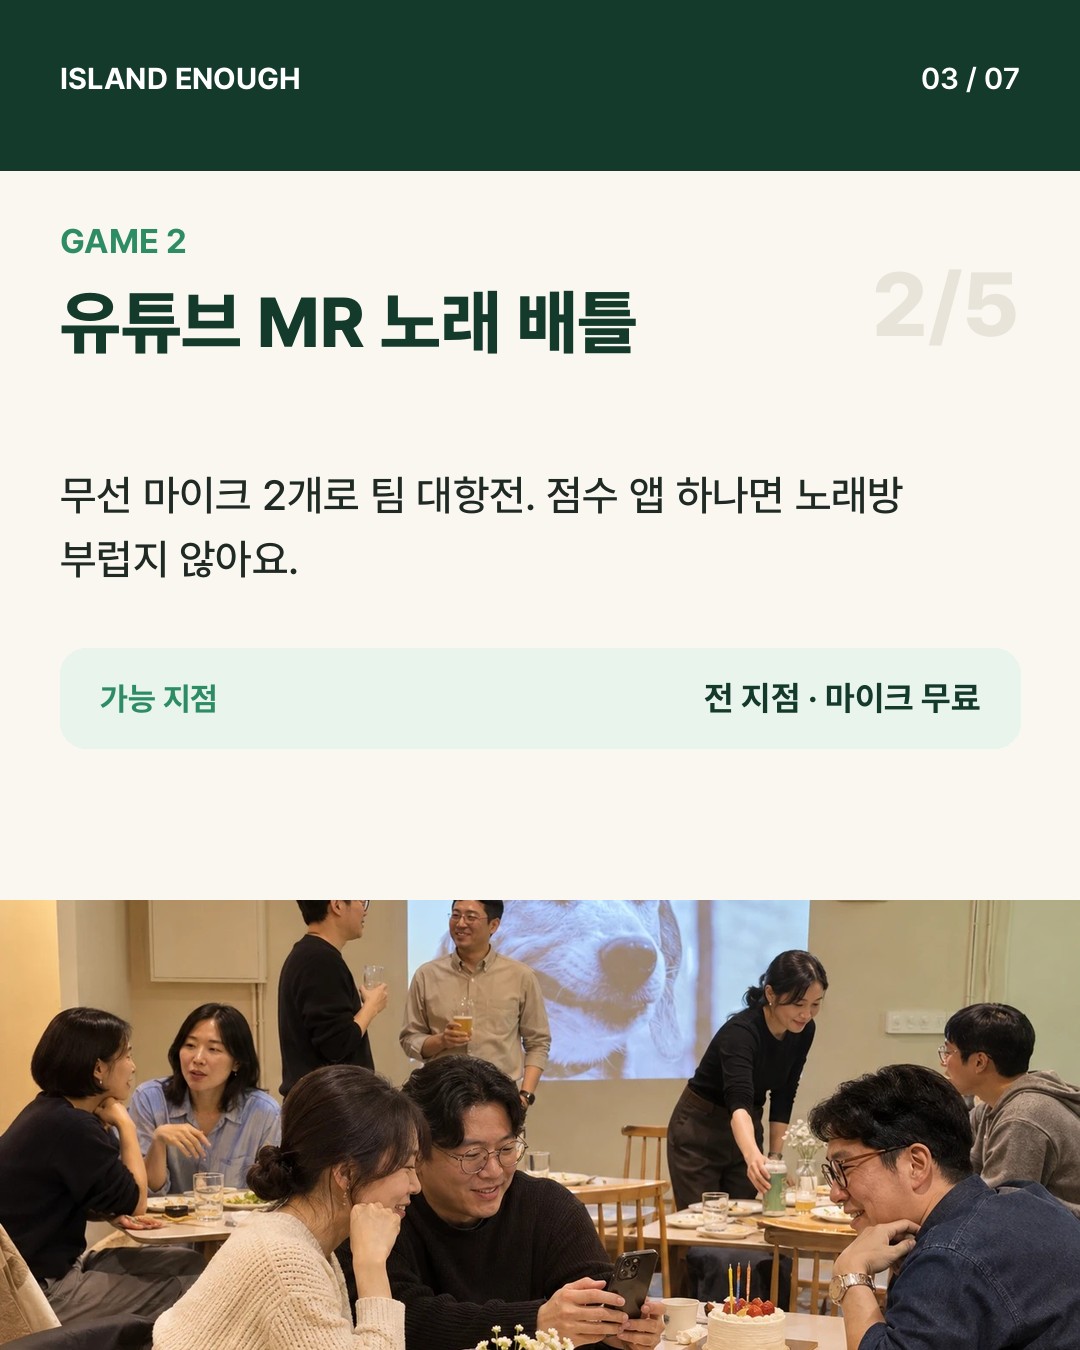 ISLAND ENOUGH
03 / 07
GAME 2
유튜브 MR 노래 배틀
2/5
무선 마이크 2개로 팀 대항전. 점수 앱 하나면 노래방
부럽지 않아요.
가능 지점
전 지점 · 마이크 무료